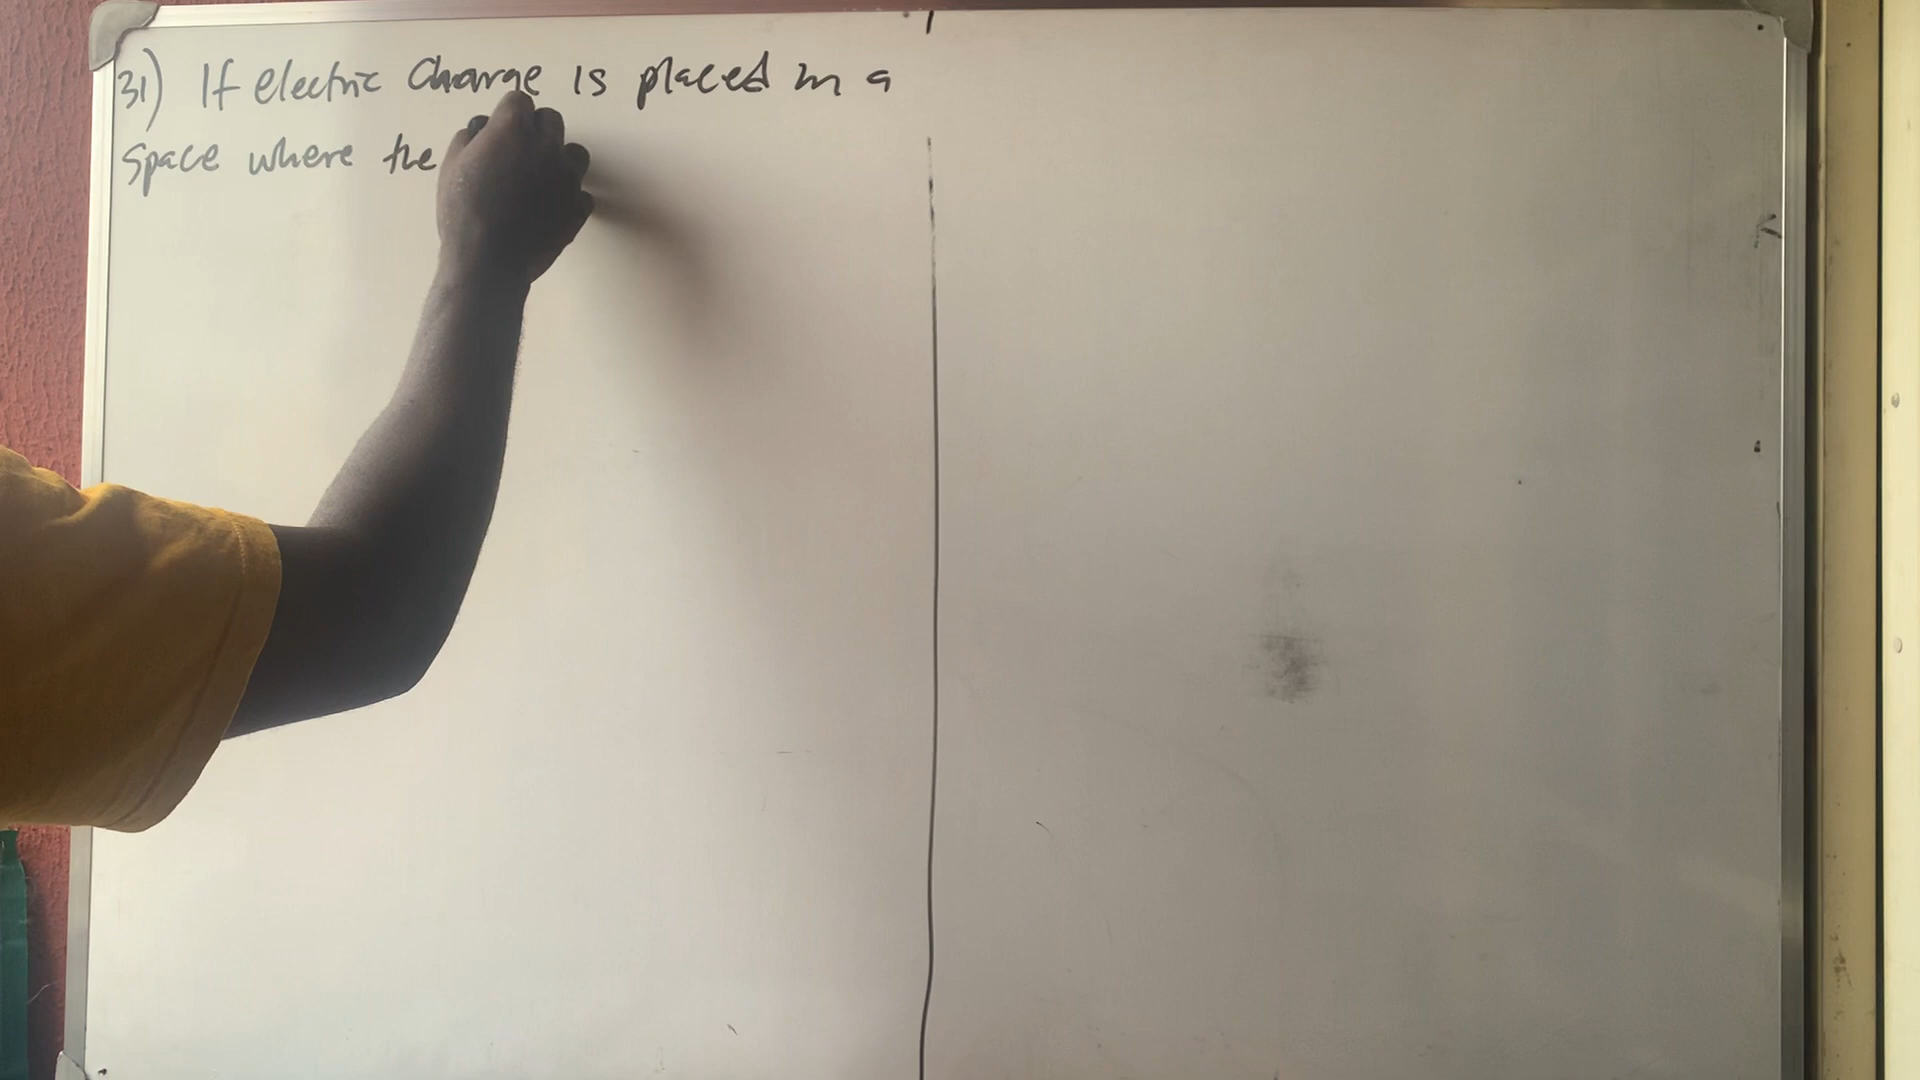 31) If electric Charge is placed in a
space where the